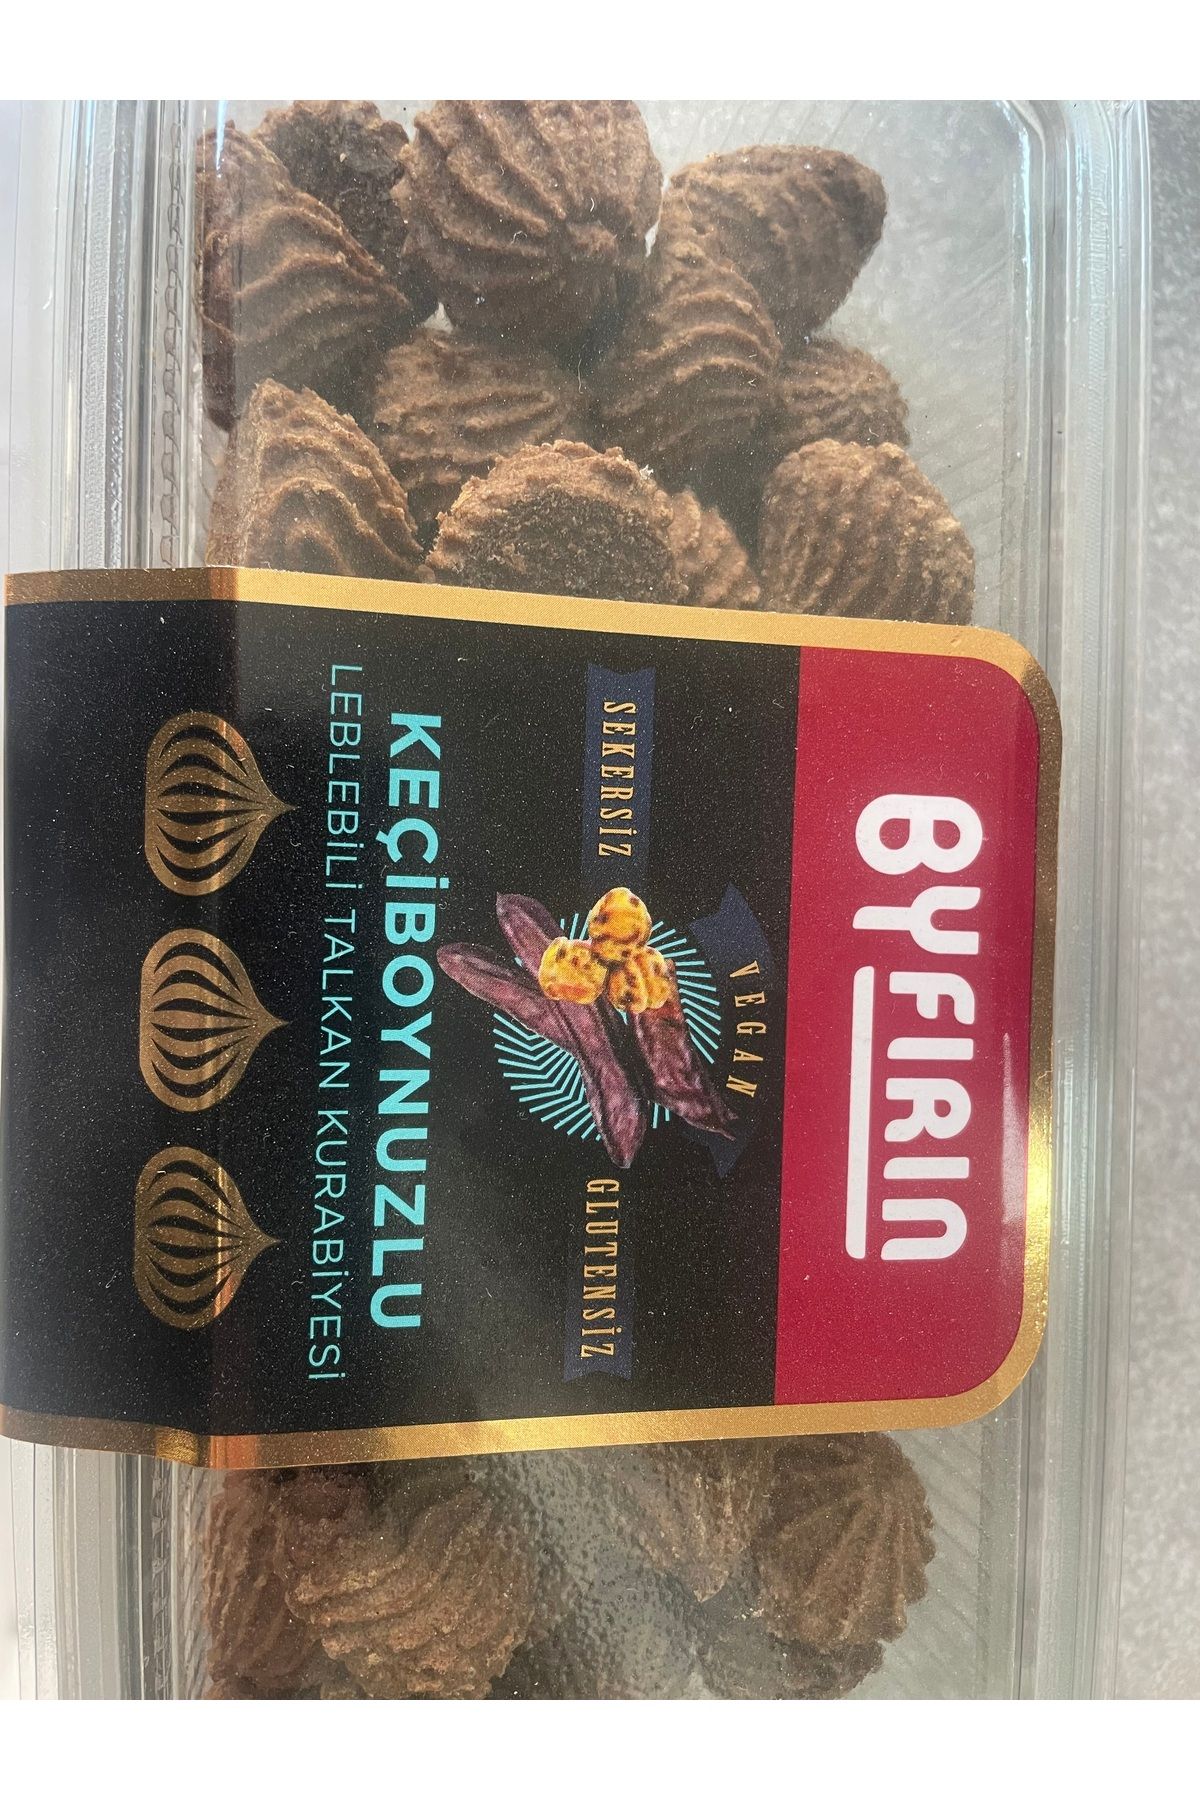 BYFIRIN
VEGAN
ŞEKERSİZ
GLUTENSİZ
KEÇİBOYNUZLU
LEBLEBİLİ TALKAN KURABİYESİ